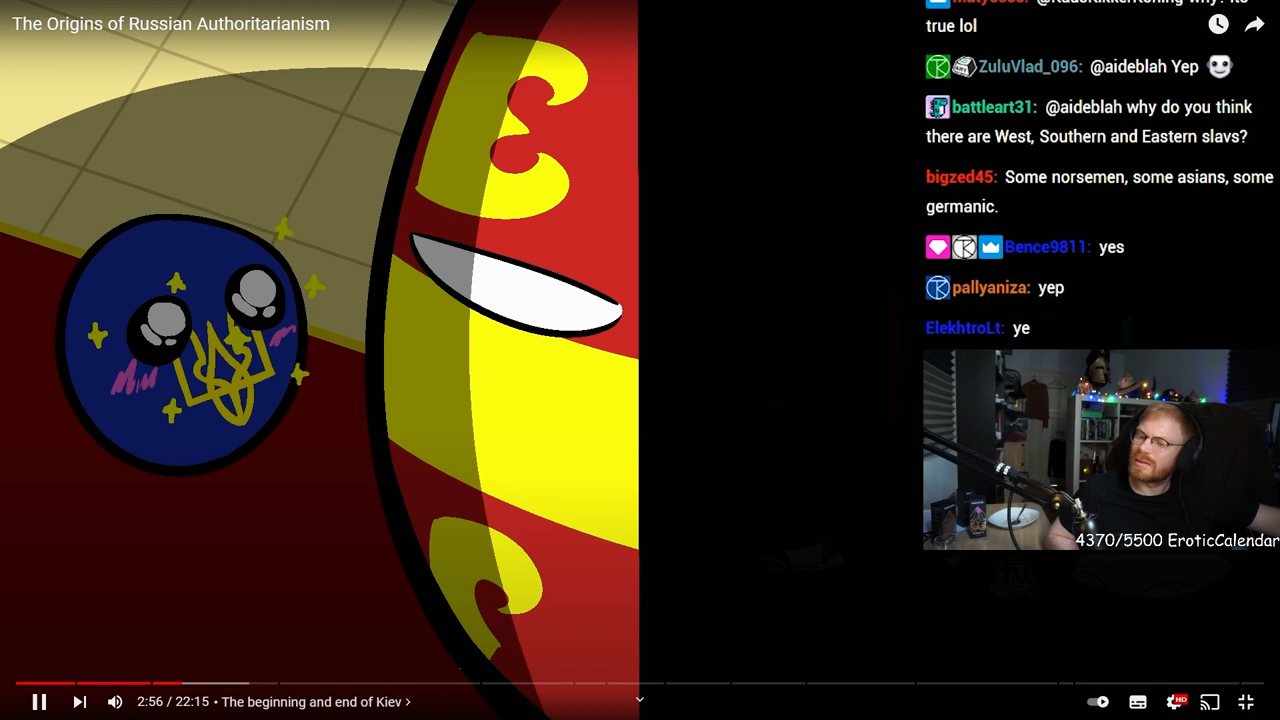 The Origins of Russian Authoritarianism
true lol
ZuluVlad_096: @aideblah Yep
battleart31: @aideblah why do you think
there are West, Southern and Eastern slavs?
bigzed45: Some norsemen, some asians, some
germanic.
Bence9811: yes
pallyaniza: yep
ElekhtroLt: ye
4370/5500 EroticCalendar
2:56 / 22:15 • The beginning and end of Kiev ›
HD